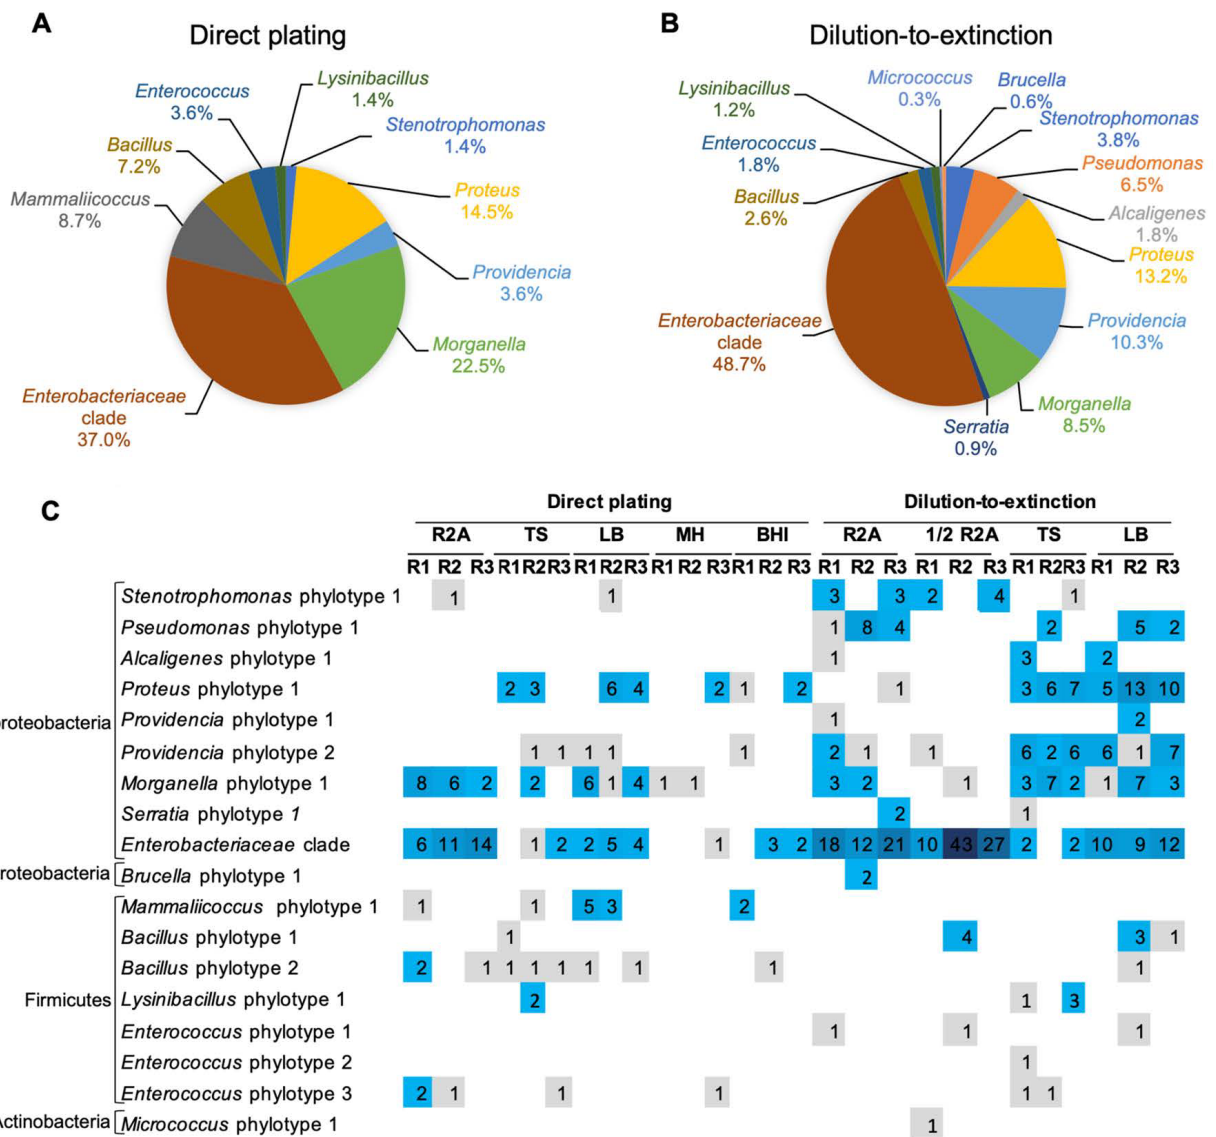 A
Direct plating
Lysinibacillus
1.4%
Enterococcus
3.6%
Stenotrophomonas
1.4%
Bacillus
7.2%
Proteus
14.5%
Mammaliicoccus
8.7%
Providencia
3.6%
Morganella
22.5%
Enterobacteriaceae
clade
37.0%
B
Dilution-to-extinction
Micrococcus
0.3%
Brucella
0.6%
Lysinibacillus
1.2%
Stenotrophomonas
3.8%
Enterococcus
1.8%
Pseudomonas
6.5%
Bacillus
2.6%
Alcaligenes
1.8%
Proteus
13.2%
Enterobacteriaceae
clade
48.7%
Providencia
10.3%
Morganella
8.5%
Serratia
0.9%
C
Direct plating Dilution-to-extinction
R2A TS LB MH BHI R2A 1/2 R2A TS LB
R1 R2 R3 R1 R2 R3 R1 R2 R3 R1 R2 R3 R1 R2 R3 R1 R2 R3 R1 R2 R3 R1 R2 R3 R1 R2 R3
Stenotrophomonas phylotype 1 1 1 3 3 2 4 1
Pseudomonas phylotype 1 1 8 4 2 5 2
Alcaligenes phylotype 1 1 3 2
Proteus phylotype 1 2 3 6 4 2 1 2 1 3 6 7 5 13 10
roteobacteria Providencia phylotype 1 1 2
Providencia phylotype 2 1 1 1 1 1 2 1 1 6 2 6 6 1 7
Morganella phylotype 1 8 6 2 2 6 1 4 1 1 3 2 1 3 7 2 1 7 3
Serratia phylotype 1 2 1
Enterobacteriaceae clade 6 11 14 1 2 2 5 4 1 3 2 18 12 21 10 43 27 2 2 10 9 12
roteobacteria Brucella phylotype 1 2
Mammaliicoccus phylotype 1 1 1 5 3 2
Bacillus phylotype 1 1 4 3 1
Bacillus phylotype 2 2 1 1 1 1 1 1 1 1
Firmicutes Lysinibacillus phylotype 1 2 1 3
Enterococcus phylotype 1 1 1 1
Enterococcus phylotype 2 1
Enterococcus phylotype 3 2 1 1 1 1 1
Actinobacteria Micrococcus phylotype 1 1